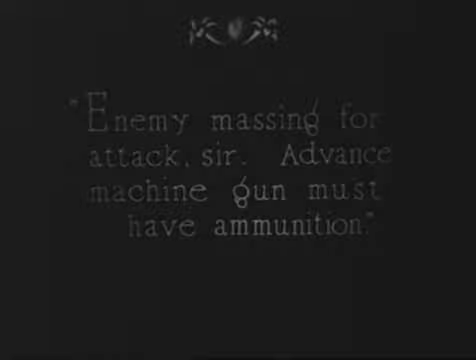 "Enemy massing for
attack, sir. Advance
machine gun must
have ammunition."